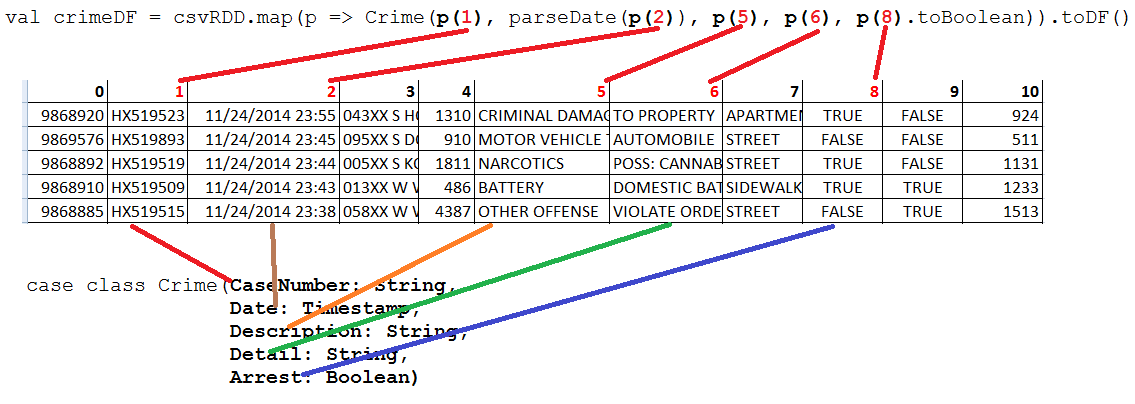 val crimeDF = csvRDD.map(p => Crime(p(1), parseDate(p(2)), p(5), p(6), p(8).toBoolean)).toDF()
0 1 2 3 4 5 6 7 8 9 10
9868920 HX519523 11/24/2014 23:55 043XX S HO 1310 CRIMINAL DAMAG TO PROPERTY APARTMEN TRUE FALSE 924
9869576 HX519893 11/24/2014 23:45 095XX S DO 910 MOTOR VEHICLE T AUTOMOBILE STREET FALSE FALSE 511
9868892 HX519519 11/24/2014 23:44 005XX S KO 1811 NARCOTICS POSS: CANNAB STREET TRUE FALSE 1131
9868910 HX519509 11/24/2014 23:43 013XX W W 486 BATTERY DOMESTIC BAT SIDEWALK TRUE TRUE 1233
9868885 HX519515 11/24/2014 23:38 058XX W W 4387 OTHER OFFENSE VIOLATE ORDE STREET FALSE TRUE 1513
case class Crime(CaseNumber: String,
Date: Timestamp,
Description: String,
Detail: String,
Arrest: Boolean)